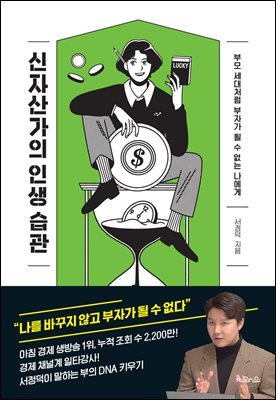 신자산가의 인생 습관
부모 세대처럼 부자가 될 수 없는 나에게
서정덕 지음
LUCKY
$
“나를 바꾸지 않고 부자가 될 수 없다”
아침 경제 생방송 1위, 누적 조회 수 2,200만!
경제 채널계 일타강사!
서정덕이 말하는 부의 DNA 키우기